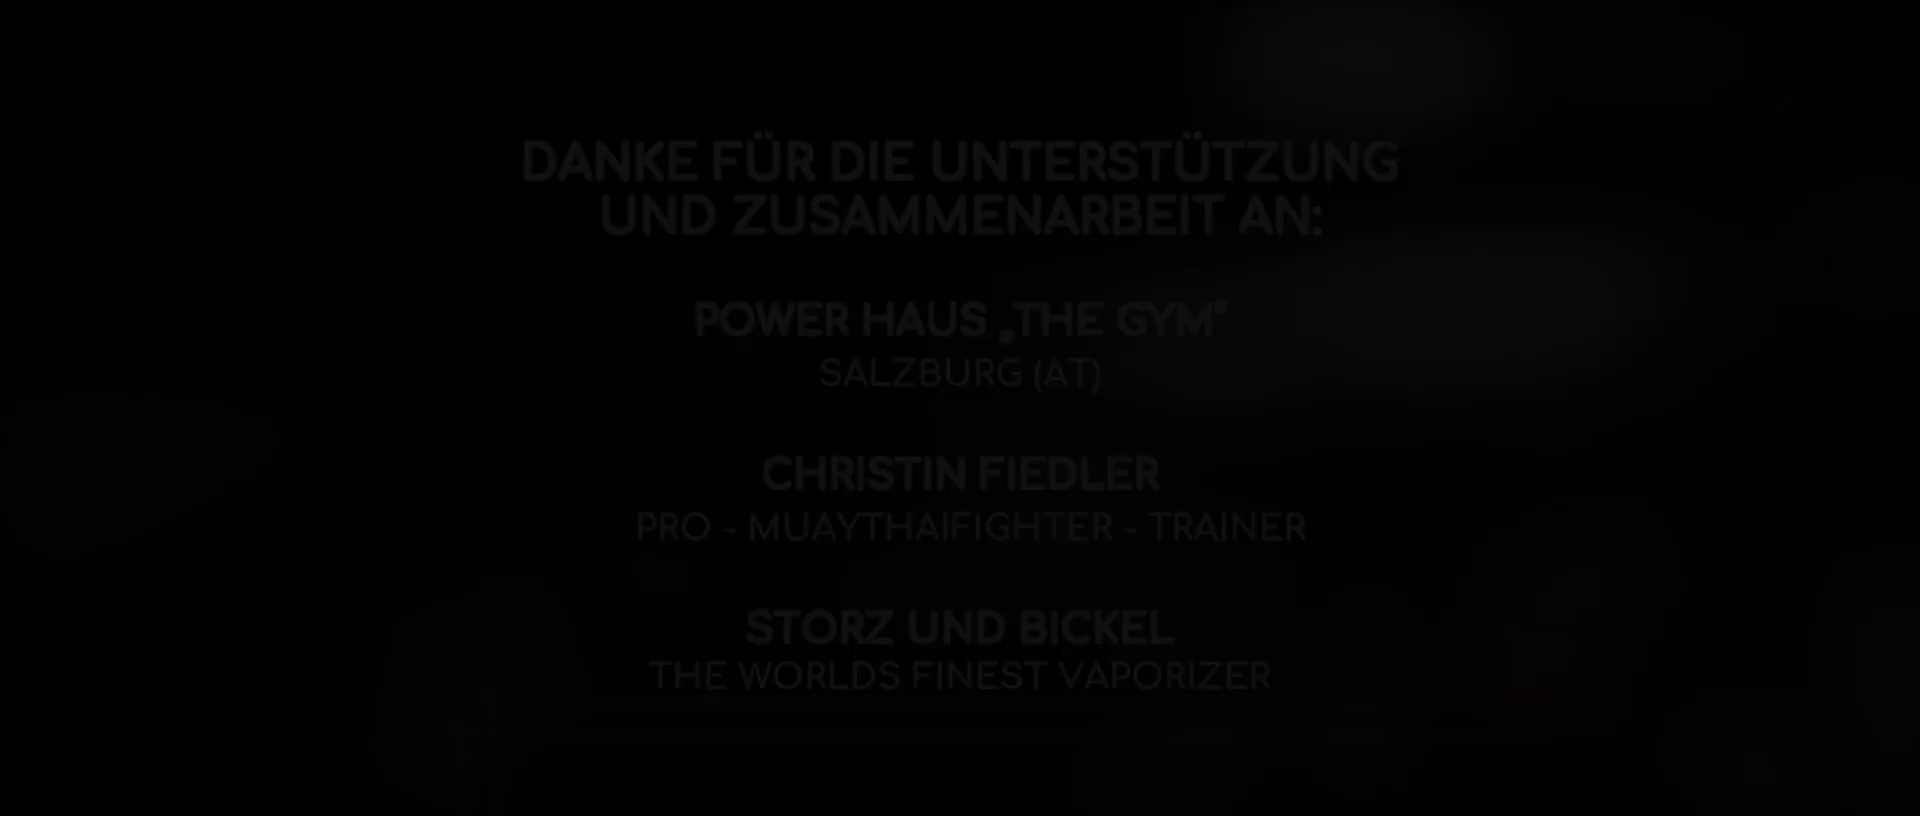 DANKE FÜR DIE UNTERSTÜTZUNG
UND ZUSAMMENARBEIT AN:
POWER HAUS „THE GYM“
SALZBURG (AT)
CHRISTIN FIEDLER
PRO - MUAYTHAIFIGHTER - TRAINER
STORZ UND BICKEL
THE WORLDS FINEST VAPORIZER